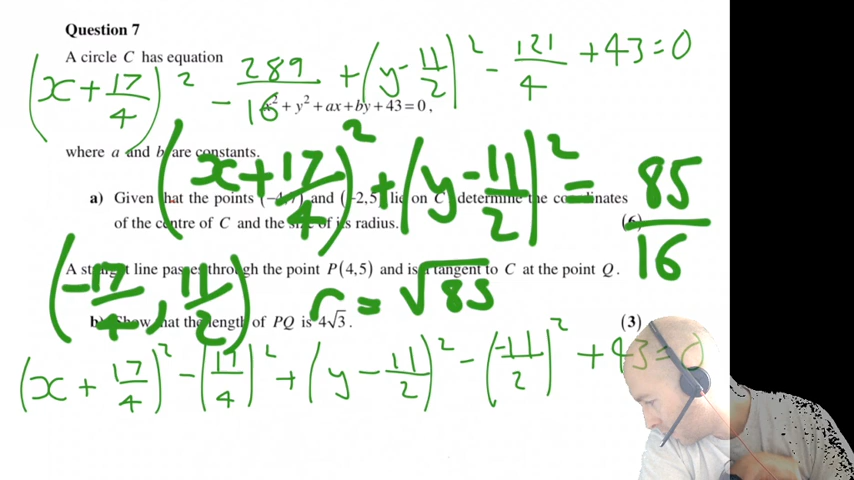 Question 7
A circle C has equation
(x + 17/4)² - 289/16 + (y - 11/2)² - 121/4 + 43 = 0
x² + y² + ax + by + 43 = 0,
where a and b are constants.
(x + 17/4)² + (y - 11/2)² = 85/16
a) Given that the points (-4,7) and (-2,5) lie on C, determine the coordinates
of the centre of C and the size of its radius. (6)
A straight line passes through the point P(4,5) and is a tangent to C at the point Q.
(-17/4, 11/2) r = √85
b) Show that the length of PQ is 4√3. (3)
(x + 17/4)² - (17/4)² + (y - 11/2)² - (-11/2)² + 43 = 0